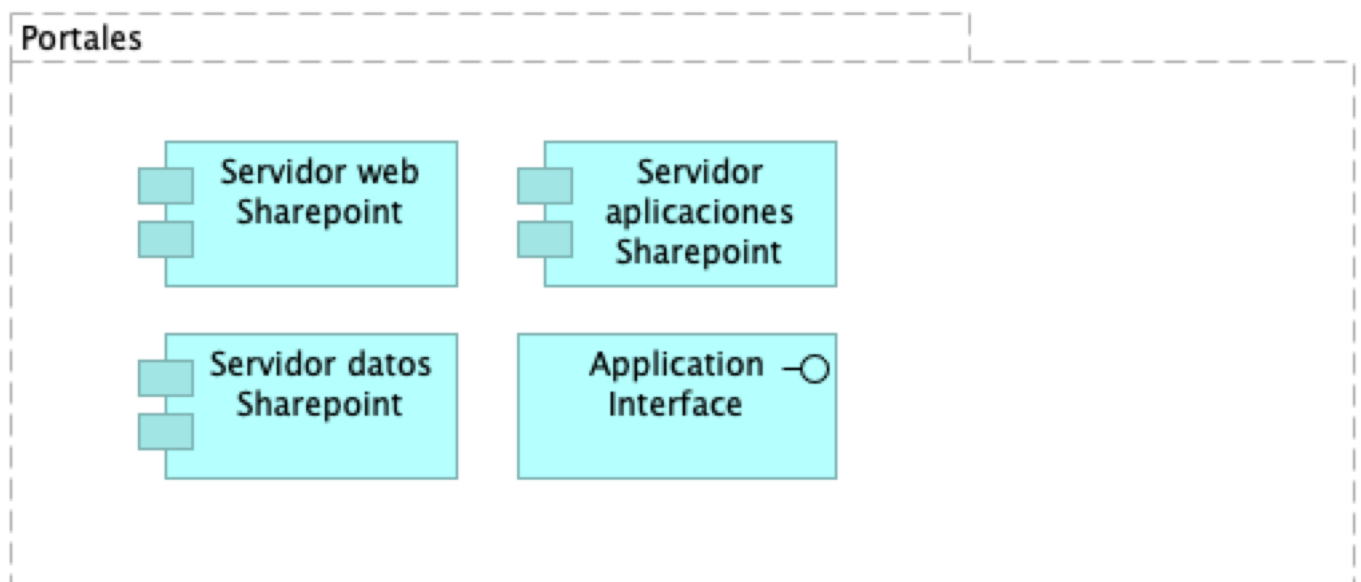 Portales
Servidor web
Sharepoint
Servidor
aplicaciones
Sharepoint
Servidor datos
Sharepoint
Application
Interface